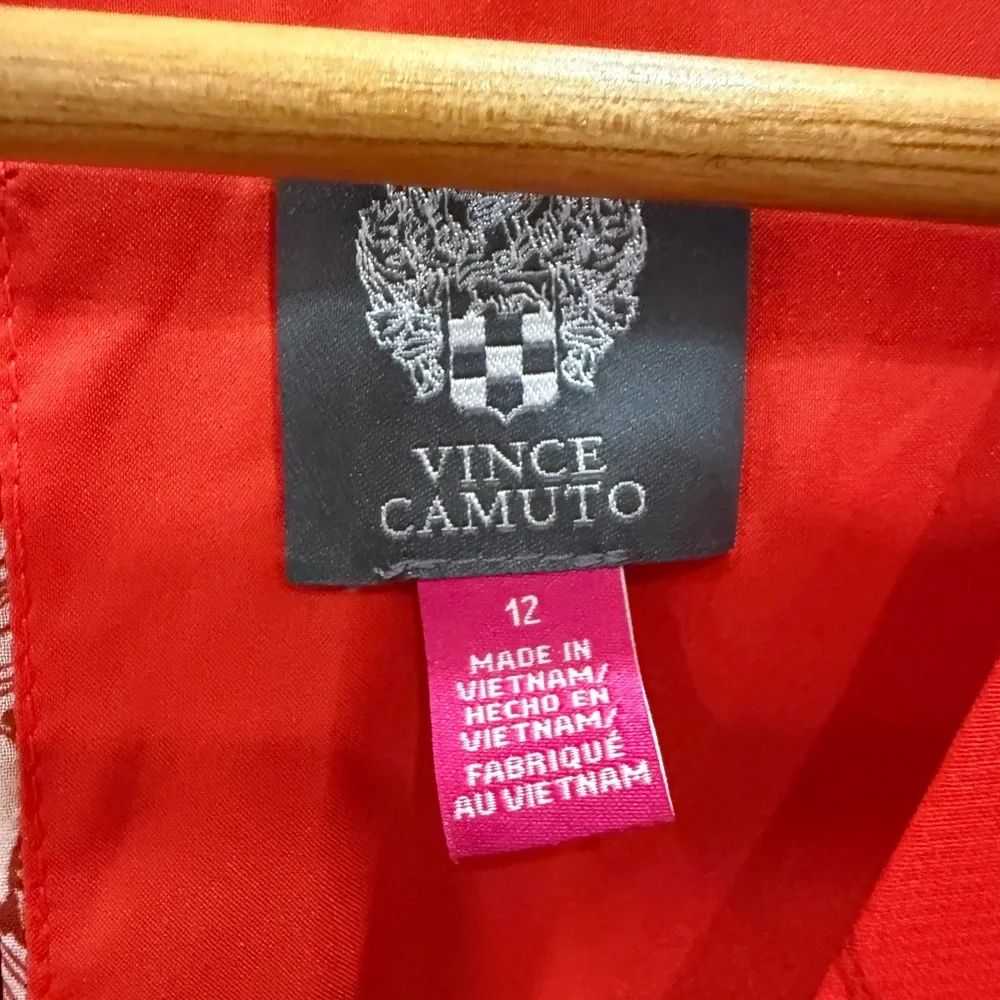 VINCE
CAMUTO
12
MADE IN
VIETNAM/
HECHO EN
VIETNAM/
FABRIQUÉ
AU VIETNAM